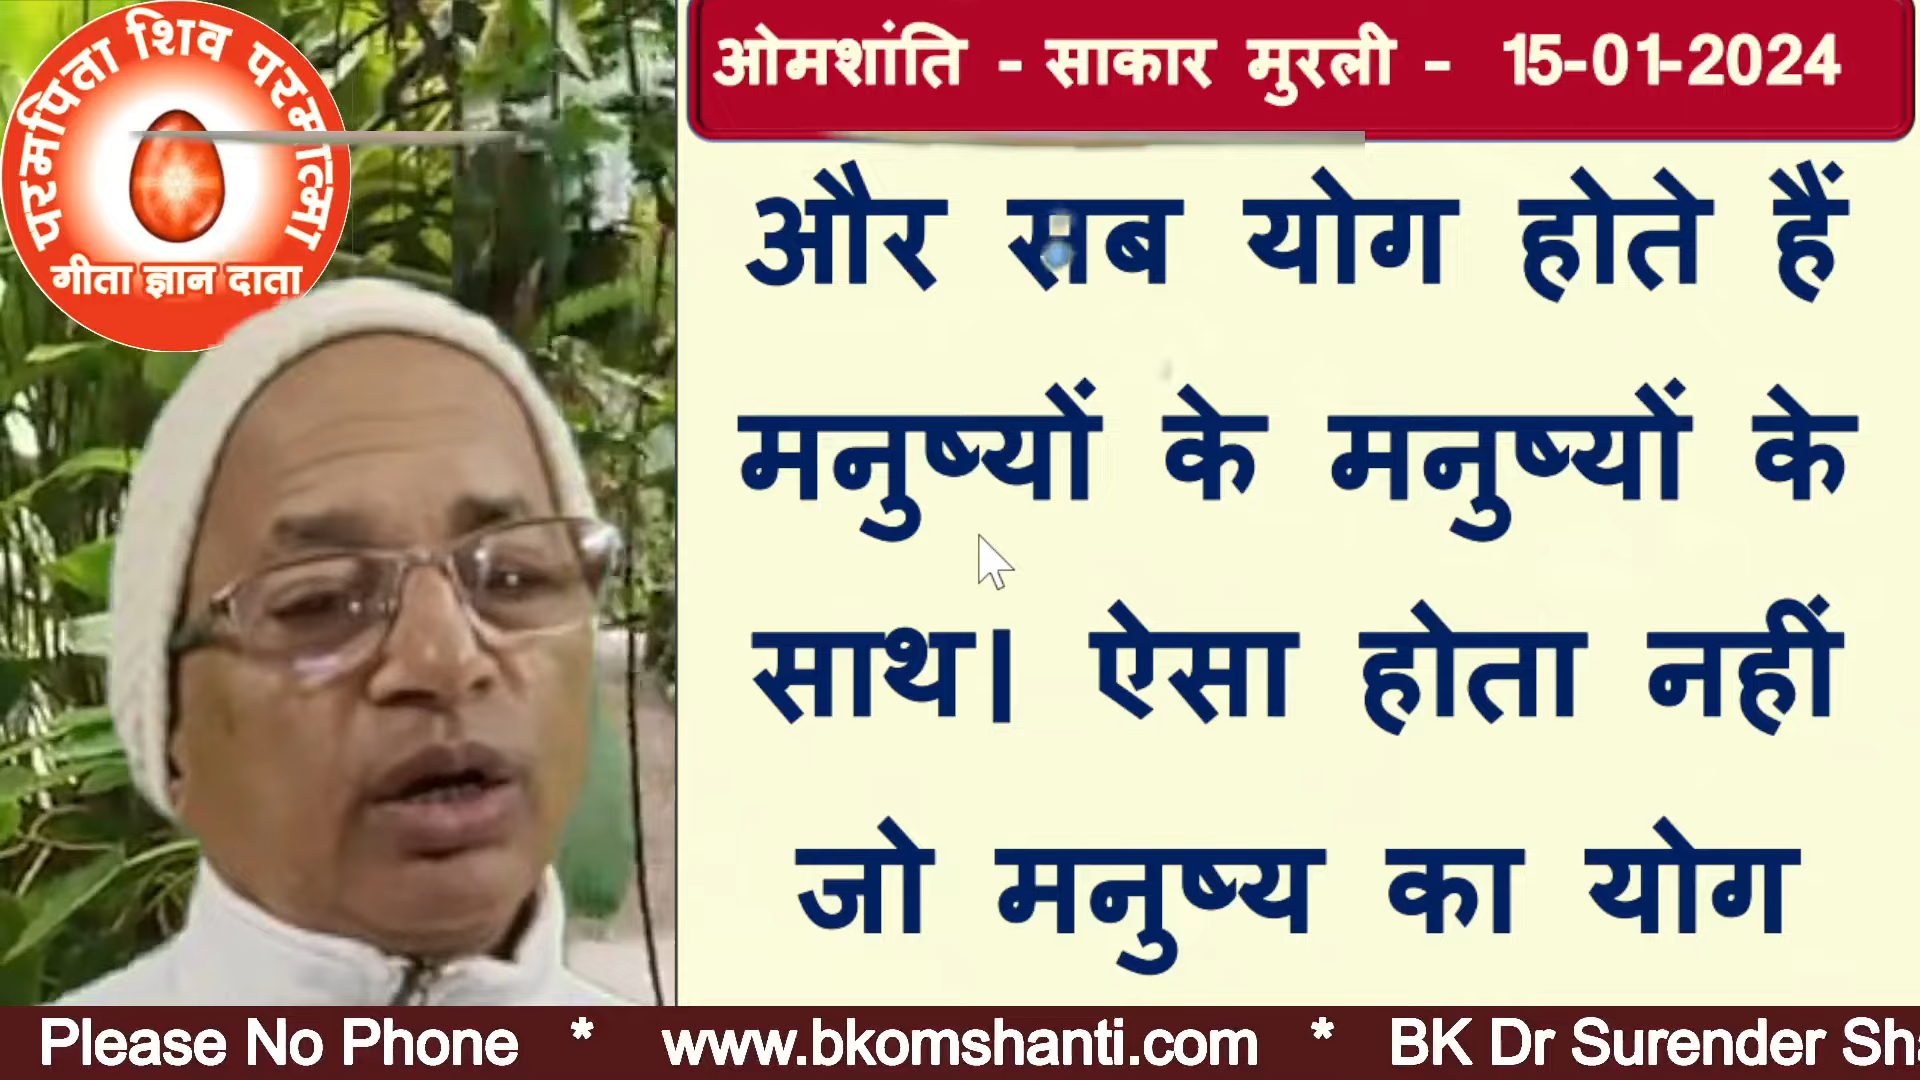 परमपिता शिव परमात्मा
गीता ज्ञान दाता
ओमशांति - साकार मुरली - 15-01-2024
और सब योग होते हैं
मनुष्यों के मनुष्यों के
साथ। ऐसा होता नहीं
जो मनुष्य का योग
Please No Phone * www.bkomshanti.com * BK Dr Surender